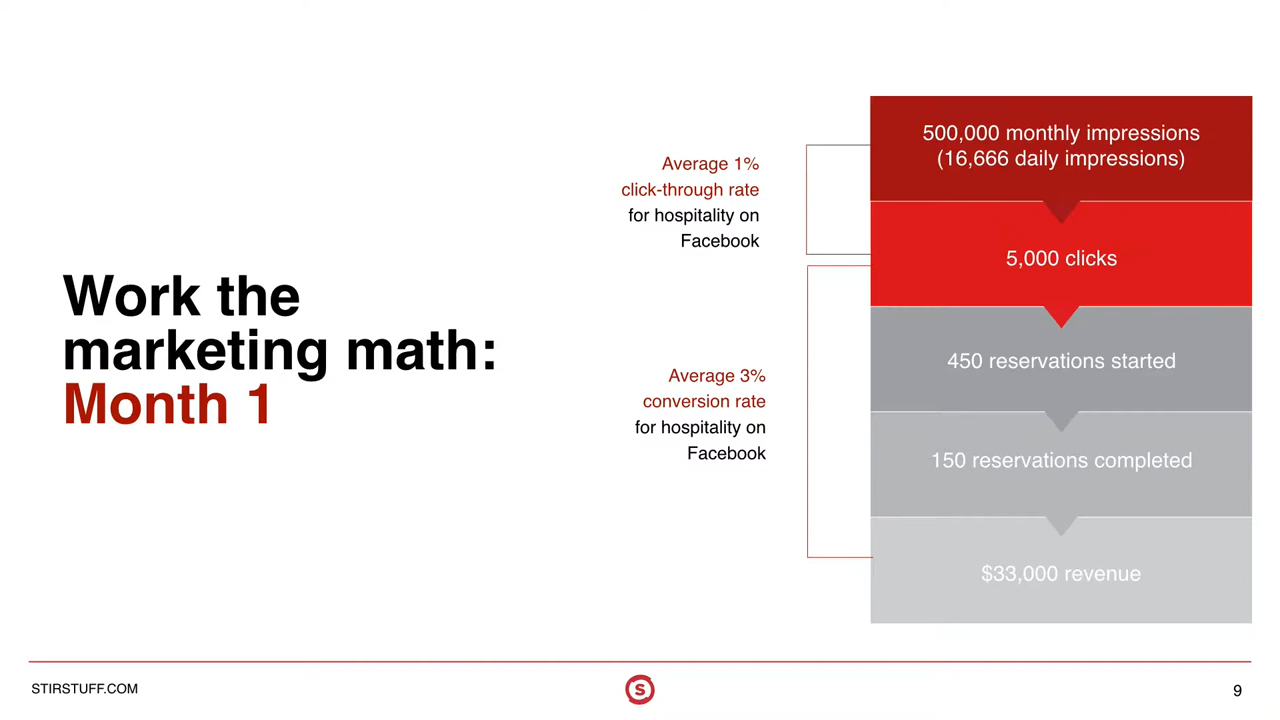 Work the
marketing math:
Month 1
Average 1%
click-through rate
for hospitality on
Facebook
Average 3%
conversion rate
for hospitality on
Facebook
500,000 monthly impressions
(16,666 daily impressions)
5,000 clicks
450 reservations started
150 reservations completed
$33,000 revenue
STIRSTUFF.COM
S
9